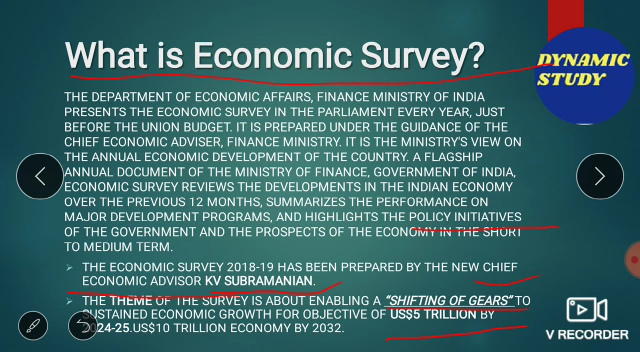 What is Economic Survey?
DYNAMIC
STUDY
THE DEPARTMENT OF ECONOMIC AFFAIRS, FINANCE MINISTRY OF INDIA
PRESENTS THE ECONOMIC SURVEY IN THE PARLIAMENT EVERY YEAR, JUST
BEFORE THE UNION BUDGET. IT IS PREPARED UNDER THE GUIDANCE OF THE
CHIEF ECONOMIC ADVISER, FINANCE MINISTRY. IT IS THE MINISTRY'S VIEW ON
THE ANNUAL ECONOMIC DEVELOPMENT OF THE COUNTRY. A FLAGSHIP
ANNUAL DOCUMENT OF THE MINISTRY OF FINANCE, GOVERNMENT OF INDIA,
ECONOMIC SURVEY REVIEWS THE DEVELOPMENTS IN THE INDIAN ECONOMY
OVER THE PREVIOUS 12 MONTHS, SUMMARIZES THE PERFORMANCE ON
MAJOR DEVELOPMENT PROGRAMS, AND HIGHLIGHTS THE POLICY INITIATIVES
OF THE GOVERNMENT AND THE PROSPECTS OF THE ECONOMY IN THE SHORT
TO MEDIUM TERM.
THE ECONOMIC SURVEY 2018-19 HAS BEEN PREPARED BY THE NEW CHIEF
ECONOMIC ADVISOR KV SUBRAMANIAN.
THE THEME OF THE SURVEY IS ABOUT ENABLING A "SHIFTING OF GEARS" TO
SUSTAINED ECONOMIC GROWTH FOR OBJECTIVE OF US$5 TRILLION BY
2024-25.US$10 TRILLION ECONOMY BY 2032.
V RECORDER